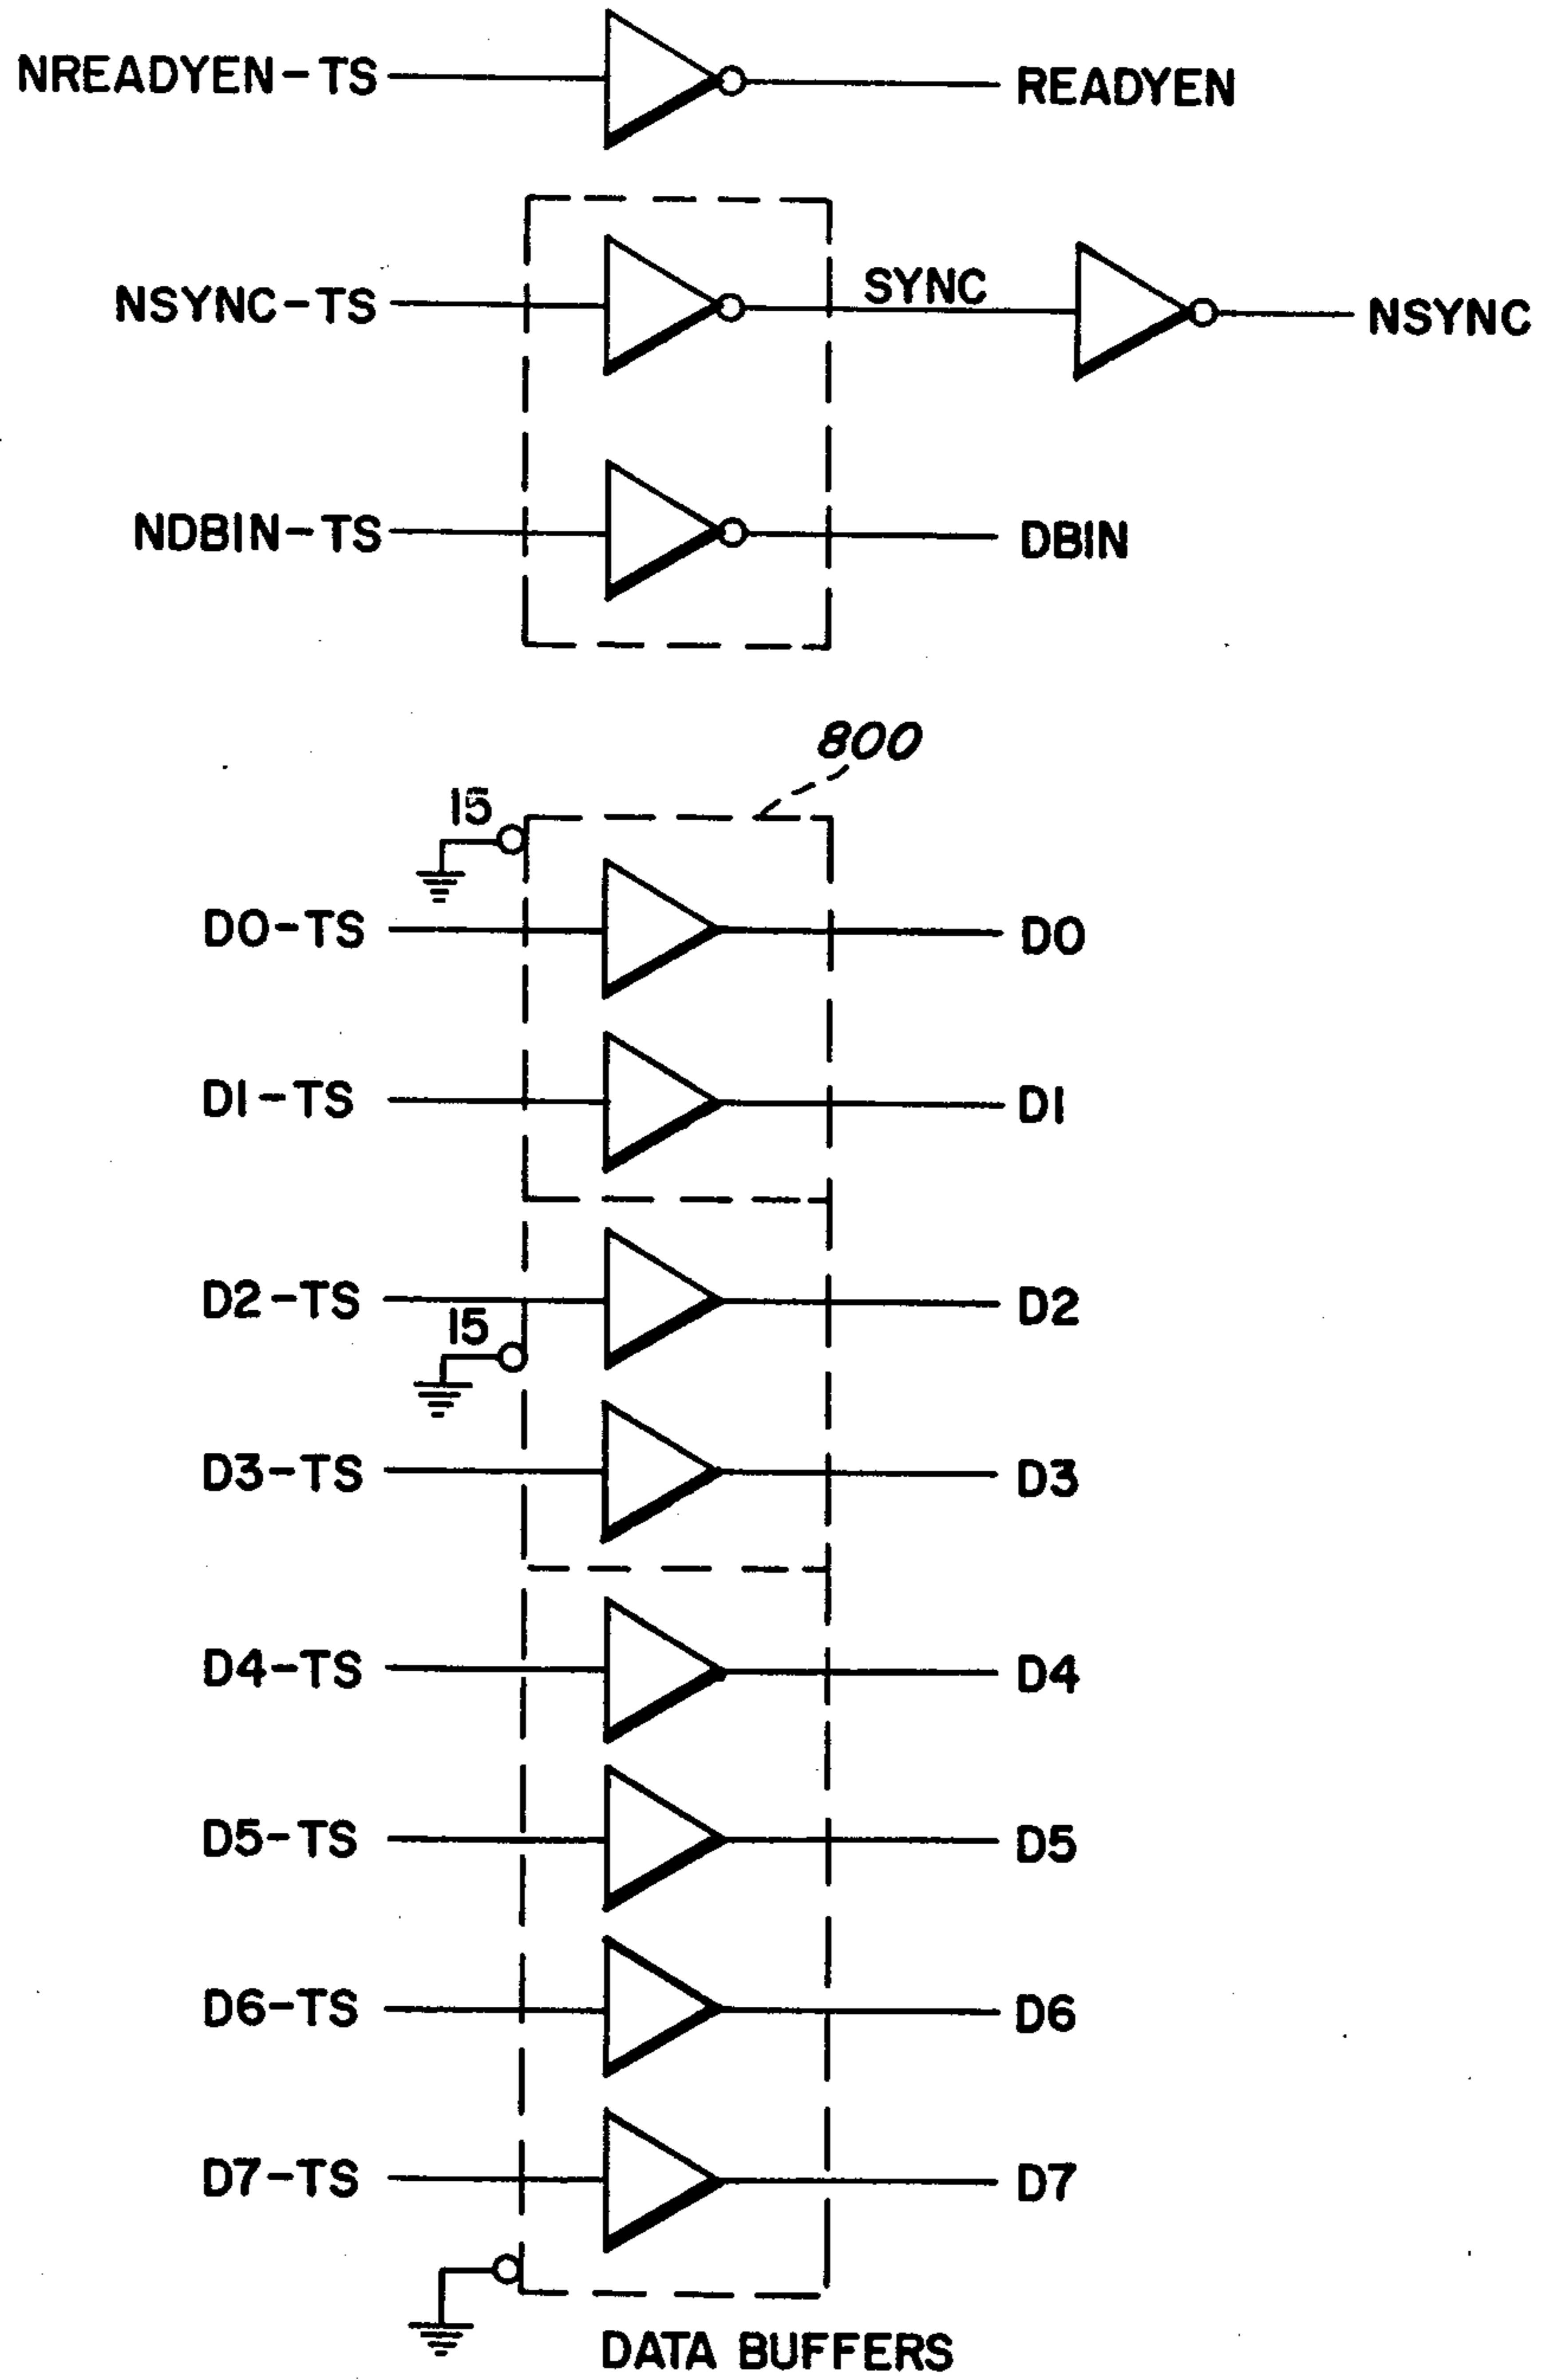 NREADYEN-TS READYEN
NSYNC-TS SYNC NSYNC
NDBIN-TS DBIN
800
15
D0-TS D0
D1-TS D1
D2-TS D2
15
D3-TS D3
D4-TS D4
D5-TS D5
D6-TS D6
D7-TS D7
DATA BUFFERS